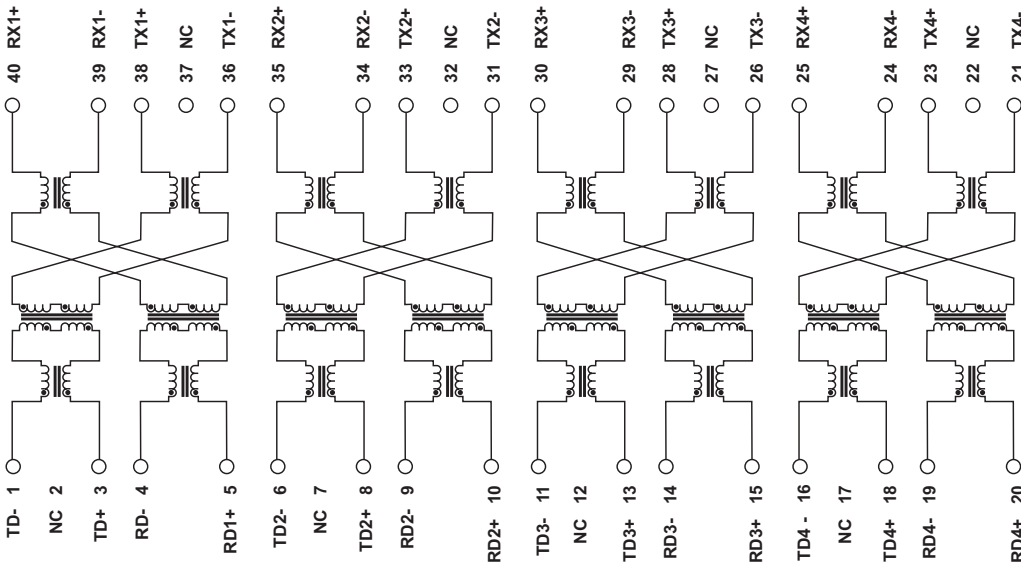 40 RX1+
39 RX1-
38 TX1+
37 NC
36 TX1-
35 RX2+
34 RX2-
33 TX2+
32 NC
31 TX2-
30 RX3+
29 RX3-
28 TX3+
27 NC
26 TX3-
25 RX4+
24 RX4-
23 TX4+
22 NC
21 TX4-
TD- 1
NC 2
TD+ 3
RD- 4
RD1+ 5
TD2- 6
NC 7
TD2+ 8
RD2- 9
RD2+ 10
TD3- 11
NC 12
TD3+ 13
RD3- 14
RD3+ 15
TD4 - 16
NC 17
TD4+ 18
RD4- 19
RD4+ 20